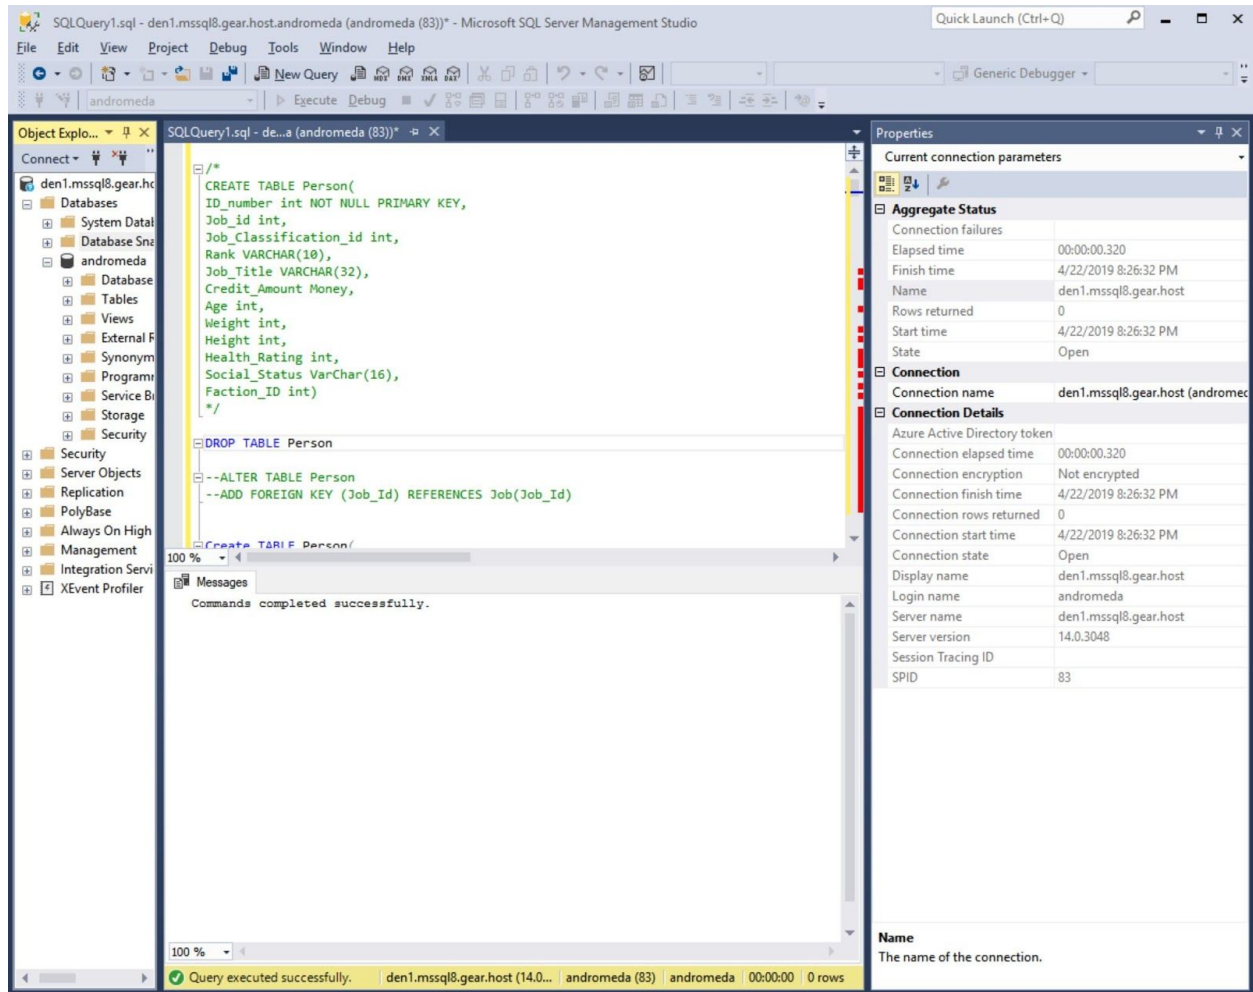 SQLQuery1.sql - den1.mssql8.gear.host.andromeda (andromeda (83))* - Microsoft SQL Server Management Studio
Quick Launch (Ctrl+Q)
File Edit View Project Debug Tools Window Help
New Query
MDX DMX XMLA DAX
Generic Debugger
andromeda
Execute Debug
Object Explo...
Connect
den1.mssql8.gear.hc
Databases
System Datal
Database Sna
andromeda
Database
Tables
Views
External R
Synonym
Programr
Service Br
Storage
Security
Security
Server Objects
Replication
PolyBase
Always On High
Management
Integration Servi
XEvent Profiler
SQLQuery1.sql - de...a (andromeda (83))*
/*
CREATE TABLE Person(
ID_number int NOT NULL PRIMARY KEY,
Job_id int,
Job_Classification_id int,
Rank VARCHAR(10),
Job_Title VARCHAR(32),
Credit_Amount Money,
Age int,
Weight int,
Height int,
Health_Rating int,
Social_Status VarChar(16),
Faction_ID int)
*/
DROP TABLE Person
--ALTER TABLE Person
--ADD FOREIGN KEY (Job_Id) REFERENCES Job(Job_Id)
Create TABLE Person(
100 %
Messages
Commands completed successfully.
100 %
Query executed successfully.
den1.mssql8.gear.host (14.0...
andromeda (83)
andromeda
00:00:00
0 rows
Properties
Current connection parameters
Aggregate Status
Connection failures
Elapsed time 00:00:00.320
Finish time 4/22/2019 8:26:32 PM
Name den1.mssql8.gear.host
Rows returned 0
Start time 4/22/2019 8:26:32 PM
State Open
Connection
Connection name den1.mssql8.gear.host (andromec
Connection Details
Azure Active Directory token
Connection elapsed time 00:00:00.320
Connection encryption Not encrypted
Connection finish time 4/22/2019 8:26:32 PM
Connection rows returned 0
Connection start time 4/22/2019 8:26:32 PM
Connection state Open
Display name den1.mssql8.gear.host
Login name andromeda
Server name den1.mssql8.gear.host
Server version 14.0.3048
Session Tracing ID
SPID 83
Name
The name of the connection.